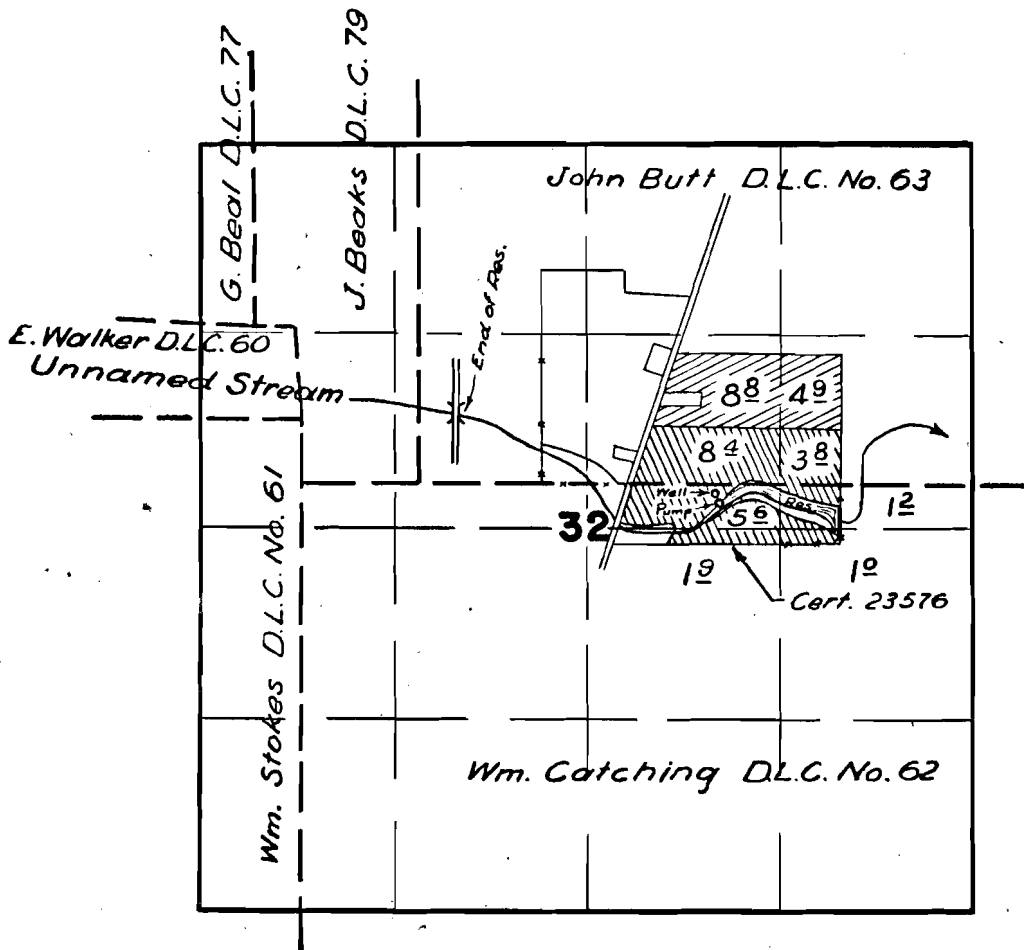 G. Beal D.L.C. 77
J. Beaks D.L.C. 79
John Butt D.L.C. No. 63
End of Res.
E. Walker D.L.C. 60
Unnamed Stream
8 8
4 9
8 4
3 8
Well
Pump
5 6
Res.
1 2
32
1 9
1 0
Cert. 23576
Wm. Stokes D.L.C. No. 61
Wm. Catching D.L.C. No. 62